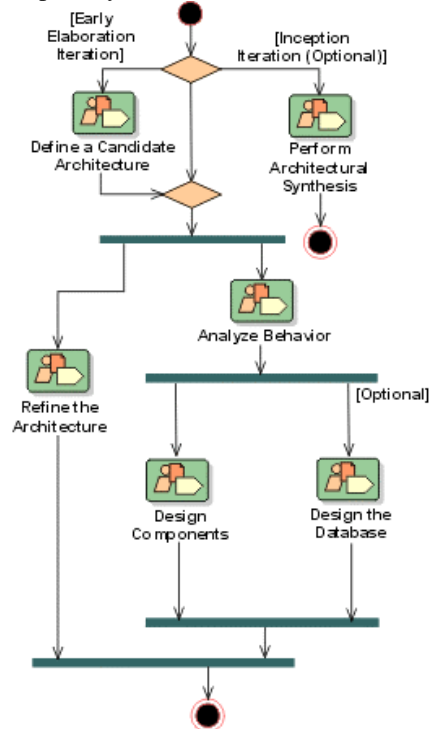 [Early
Elaboration
Iteration]
[Inception
Iteration (Optional)]
Define a Candidate
Architecture
Perform
Architectural
Synthesis
Analyze Behavior
[Optional]
Refine the
Architecture
Design
Components
Design the
Database